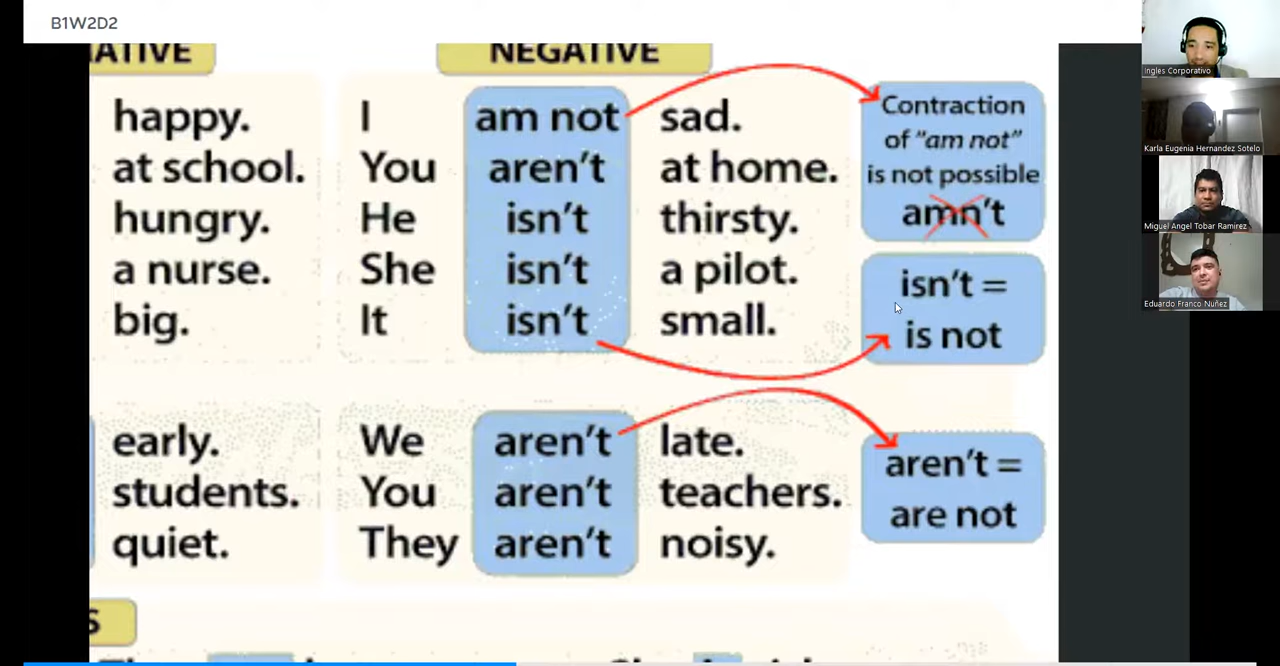 B1W2D2
NEGATIVE
happy. I am not sad.
at school. You aren't at home.
hungry. He isn't thirsty.
a nurse. She isn't a pilot.
big. It isn't small.
early. We aren't late.
students. You aren't teachers.
quiet. They aren't noisy.
Contraction
of "am not"
is not possible
amn't
isn't =
is not
aren't =
are not
Ingles Corporativo
Karla Eugenia Hernandez Sotelo
Miguel Angel Tobar Ramirez
Eduardo Franco Nuñez